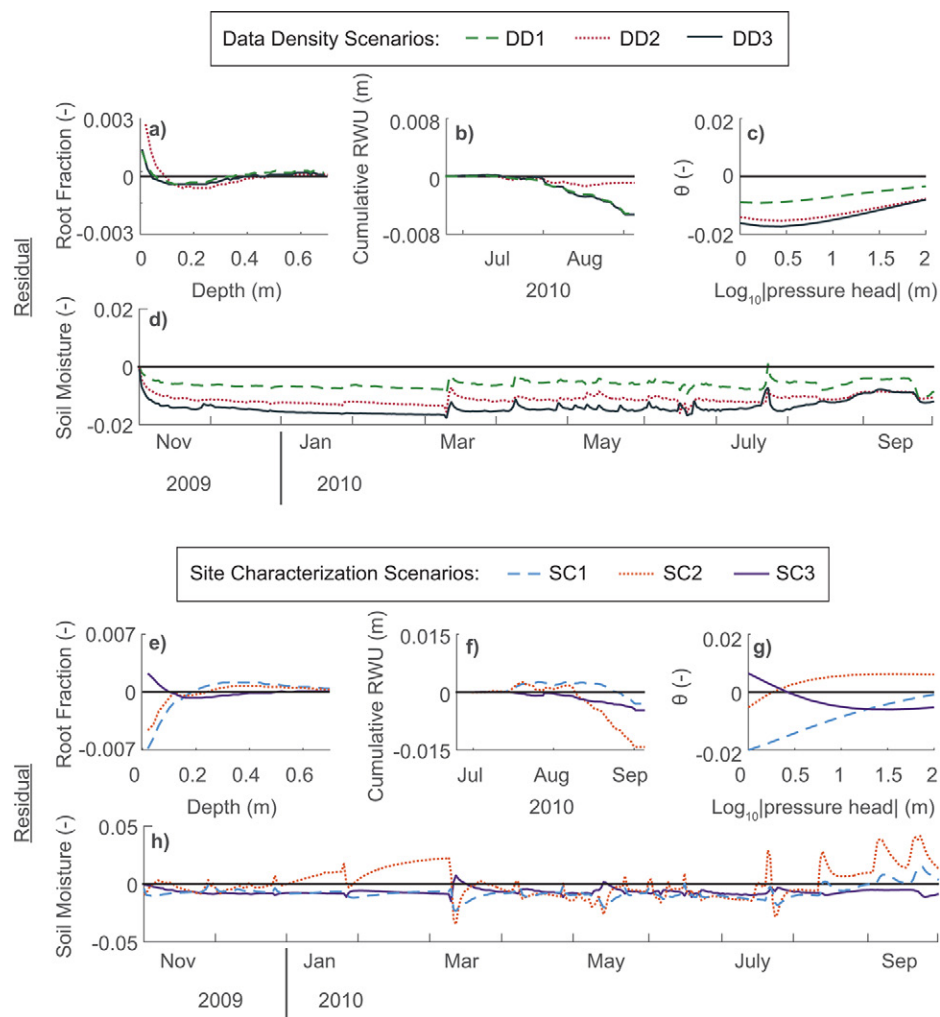 Data Density Scenarios: DD1 DD2 DD3
Residual
a)
Root Fraction (-)
0.003
0
-0.003
0 0.2 0.4 0.6
Depth (m)
b)
Cumulative RWU (m)
0.008
0
-0.008
Jul Aug
2010
c)
θ (-)
0.02
0
-0.02
0 0.5 1 1.5 2
Log10|pressure head| (m)
d)
Soil Moisture (-)
0.02
0
-0.02
Nov Jan Mar May July Sep
2009 2010
Site Characterization Scenarios: SC1 SC2 SC3
Residual
e)
Root Fraction (-)
0.007
0
-0.007
0 0.2 0.4 0.6
Depth (m)
f)
Cumulative RWU (m)
0.015
0
-0.015
Jul Aug Sep
2010
g)
θ (-)
0.02
0
-0.02
0 0.5 1 1.5 2
Log10|pressure head| (m)
h)
Soil Moisture (-)
0.05
0
-0.05
Nov Jan Mar May July Sep
2009 2010